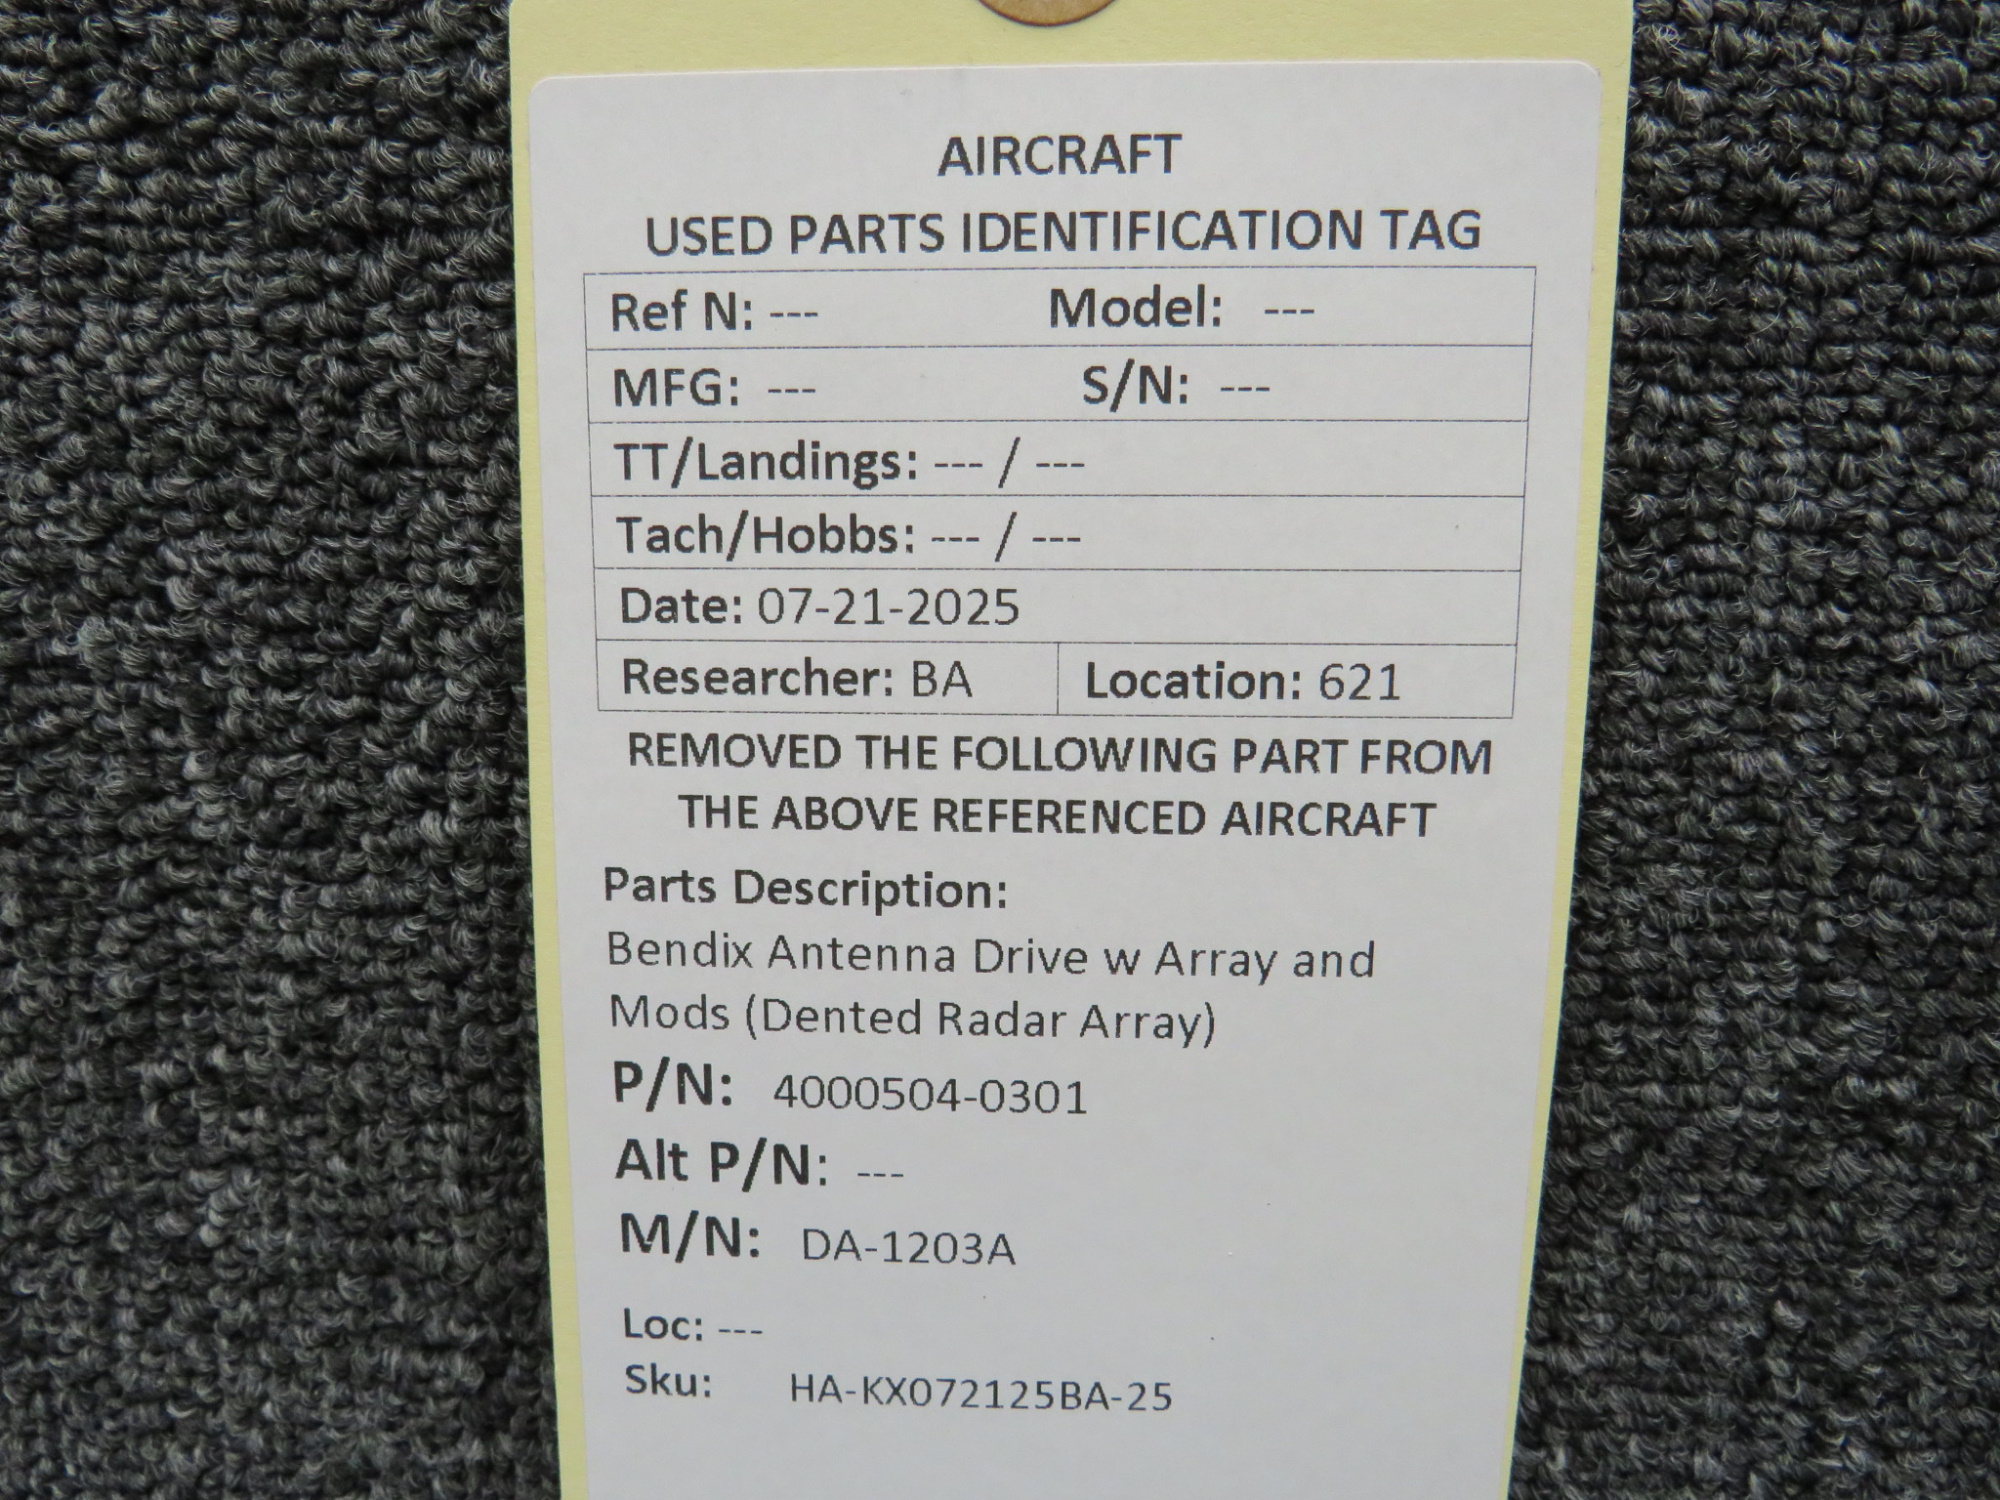 AIRCRAFT
USED PARTS IDENTIFICATION TAG
Ref N: --- Model: ---
MFG: --- S/N: ---
TT/Landings: --- / ---
Tach/Hobbs: --- / ---
Date: 07-21-2025
Researcher: BA Location: 621
REMOVED THE FOLLOWING PART FROM
THE ABOVE REFERENCED AIRCRAFT
Parts Description:
Bendix Antenna Drive w Array and
Mods (Dented Radar Array)
P/N: 4000504-0301
Alt P/N: ---
M/N: DA-1203A
Loc: ---
Sku: HA-KX072125BA-25